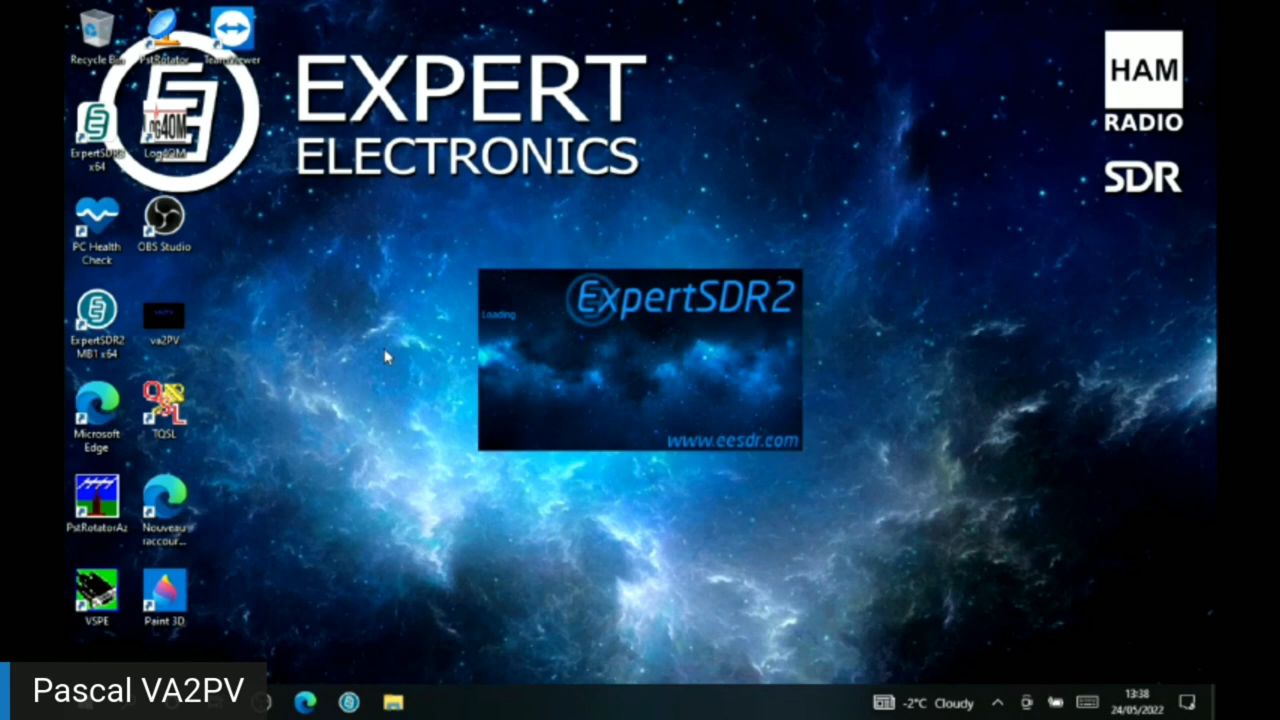 Recycle Bin
PstRotator
TeamViewer
EXPERT
ELECTRONICS
HAM
RADIO
SDR
x64
LOG4OM
Log4OM
PC Health
Check
OBS Studio
ExpertSDR2
Loading
www.eesdr.com
ExpertSDR2
MB1 x64
va2PV
Microsoft
Edge
TQSL
PstRotatorAz
Nouveau
raccour...
VSPE
Paint 3D
Pascal VA2PV
-2°C Cloudy
13:38
24/05/2022